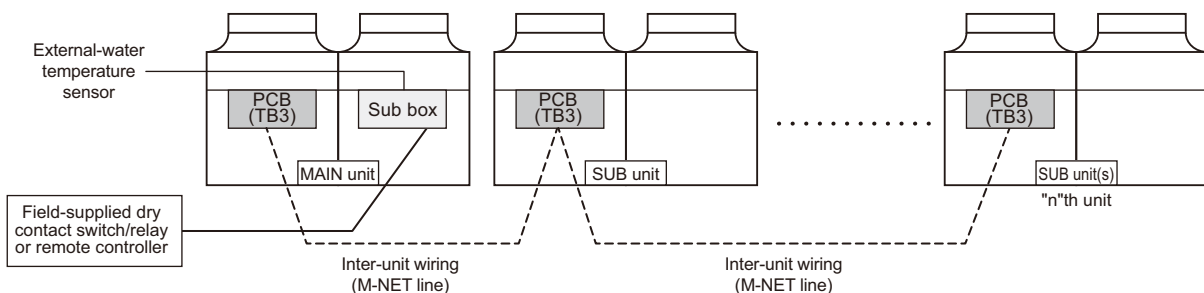 External-water
temperature
sensor
PCB
(TB3)
Sub box
MAIN unit
PCB
(TB3)
SUB unit
PCB
(TB3)
SUB unit(s)
"n"th unit
Field-supplied dry
contact switch/relay
or remote controller
Inter-unit wiring
(M-NET line)
Inter-unit wiring
(M-NET line)